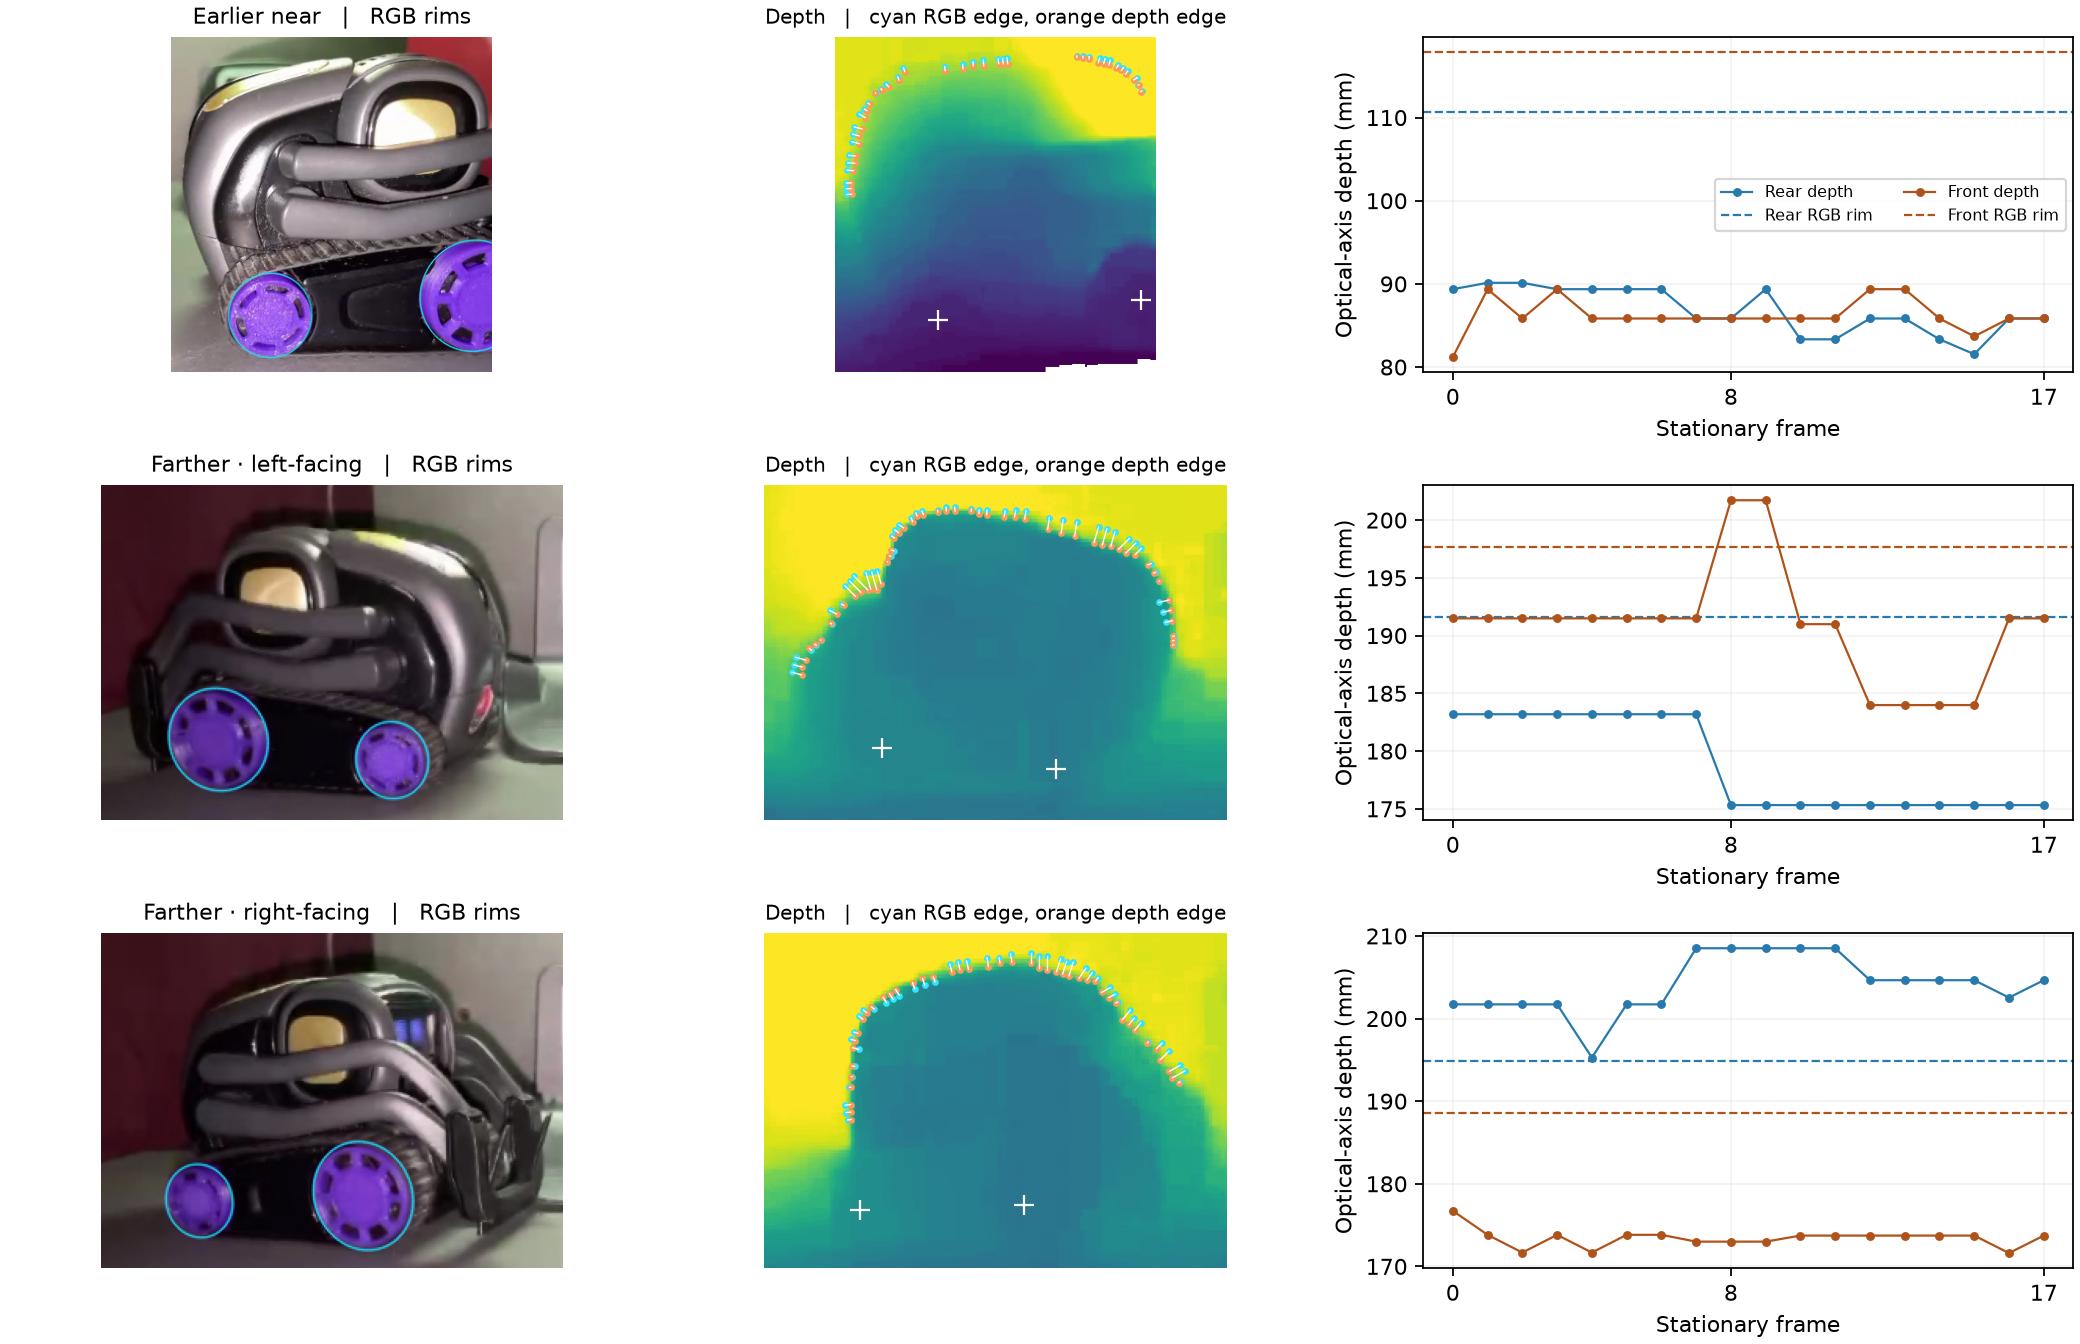 Earlier near | RGB rims
Depth | cyan RGB edge, orange depth edge
Optical-axis depth (mm)
110
100
90
80
Rear depth
Rear RGB rim
Front depth
Front RGB rim
0 8 17
Stationary frame
Farther · left-facing | RGB rims
Depth | cyan RGB edge, orange depth edge
Optical-axis depth (mm)
200
195
190
185
180
175
0 8 17
Stationary frame
Farther · right-facing | RGB rims
Depth | cyan RGB edge, orange depth edge
Optical-axis depth (mm)
210
200
190
180
170
0 8 17
Stationary frame